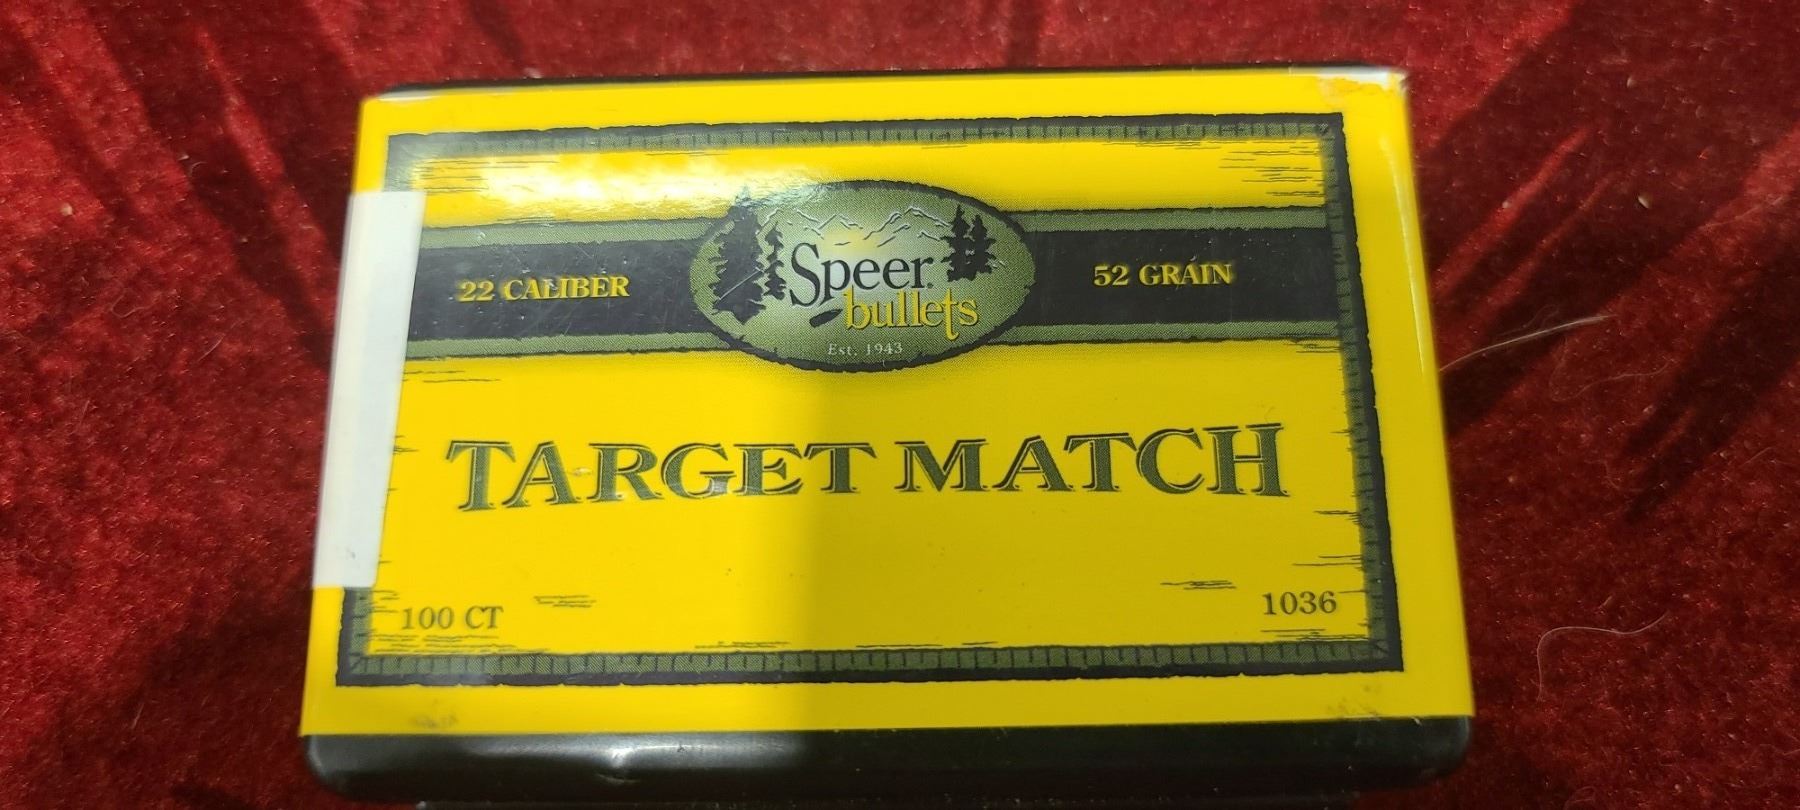 22 CALIBER
Speer
bullets
Est. 1943
52 GRAIN
TARGET MATCH
100 CT
1036